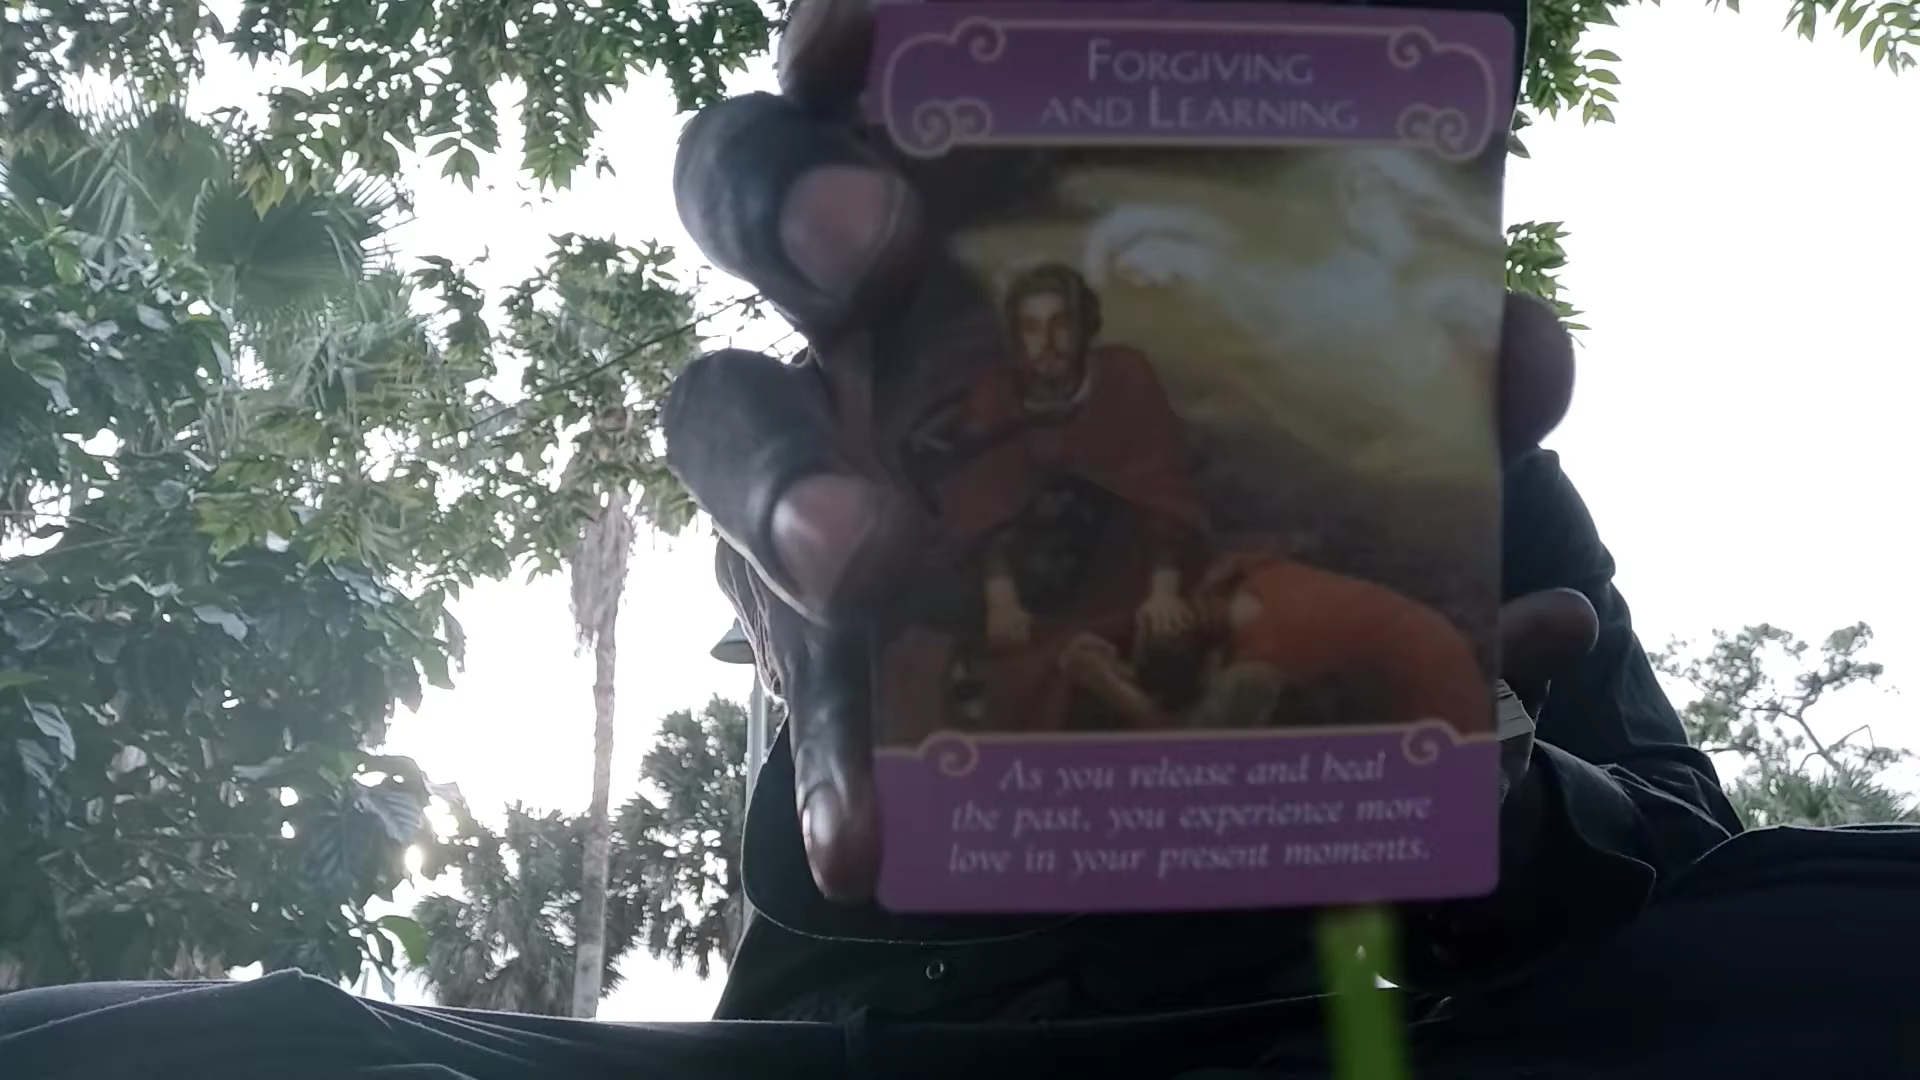 FORGIVING
AND LEARNING
As you release and heal
the past, you experience more
love in your present moments.